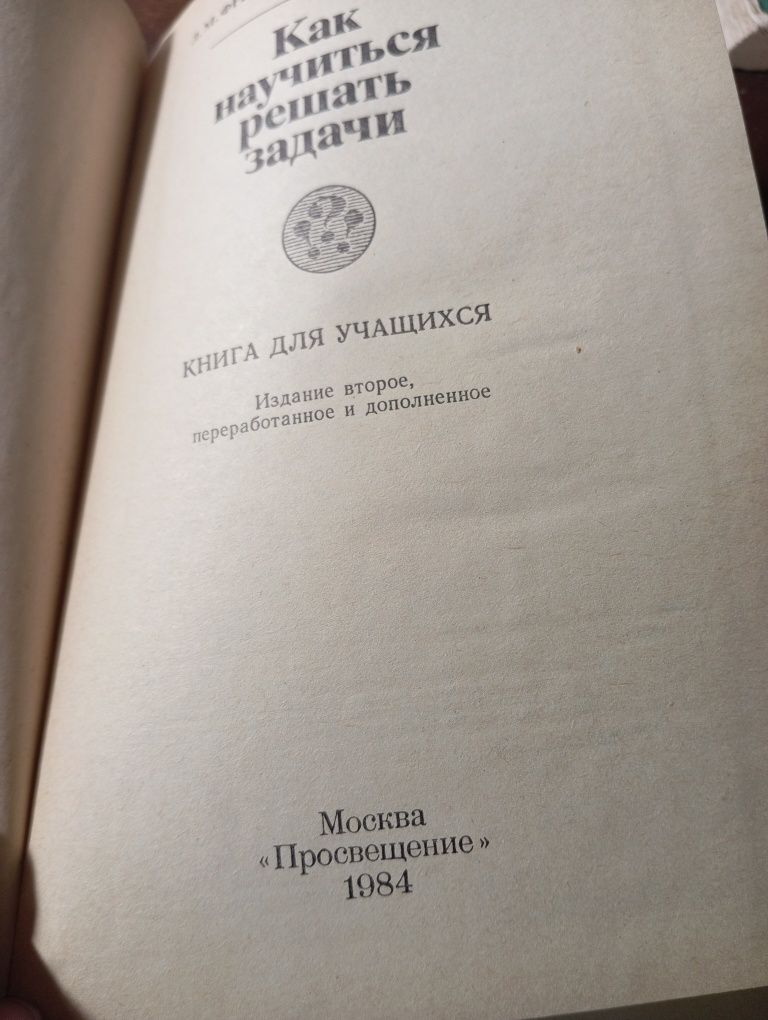 Как
научиться
решать
задачи
КНИГА ДЛЯ УЧАЩИХСЯ
Издание второе,
переработанное и дополненное
Москва
«Просвещение»
1984